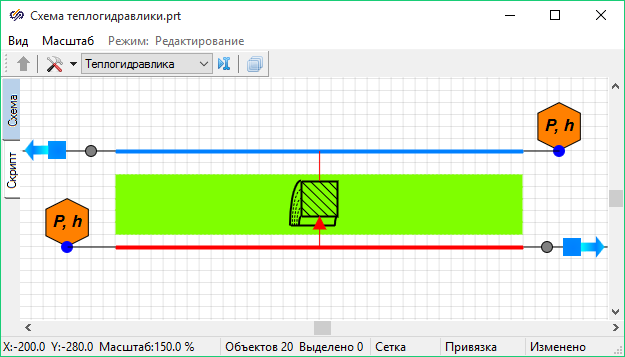 Схема теплогидравлики.prt
Вид Масштаб Режим: Редактирование
Теплогидравлика
Схема
Скрипт
P, h
P, h
X:-200.0 Y:-280.0 Масштаб:150.0 % Объектов 20 Выделено 0 Сетка Привязка Изменено